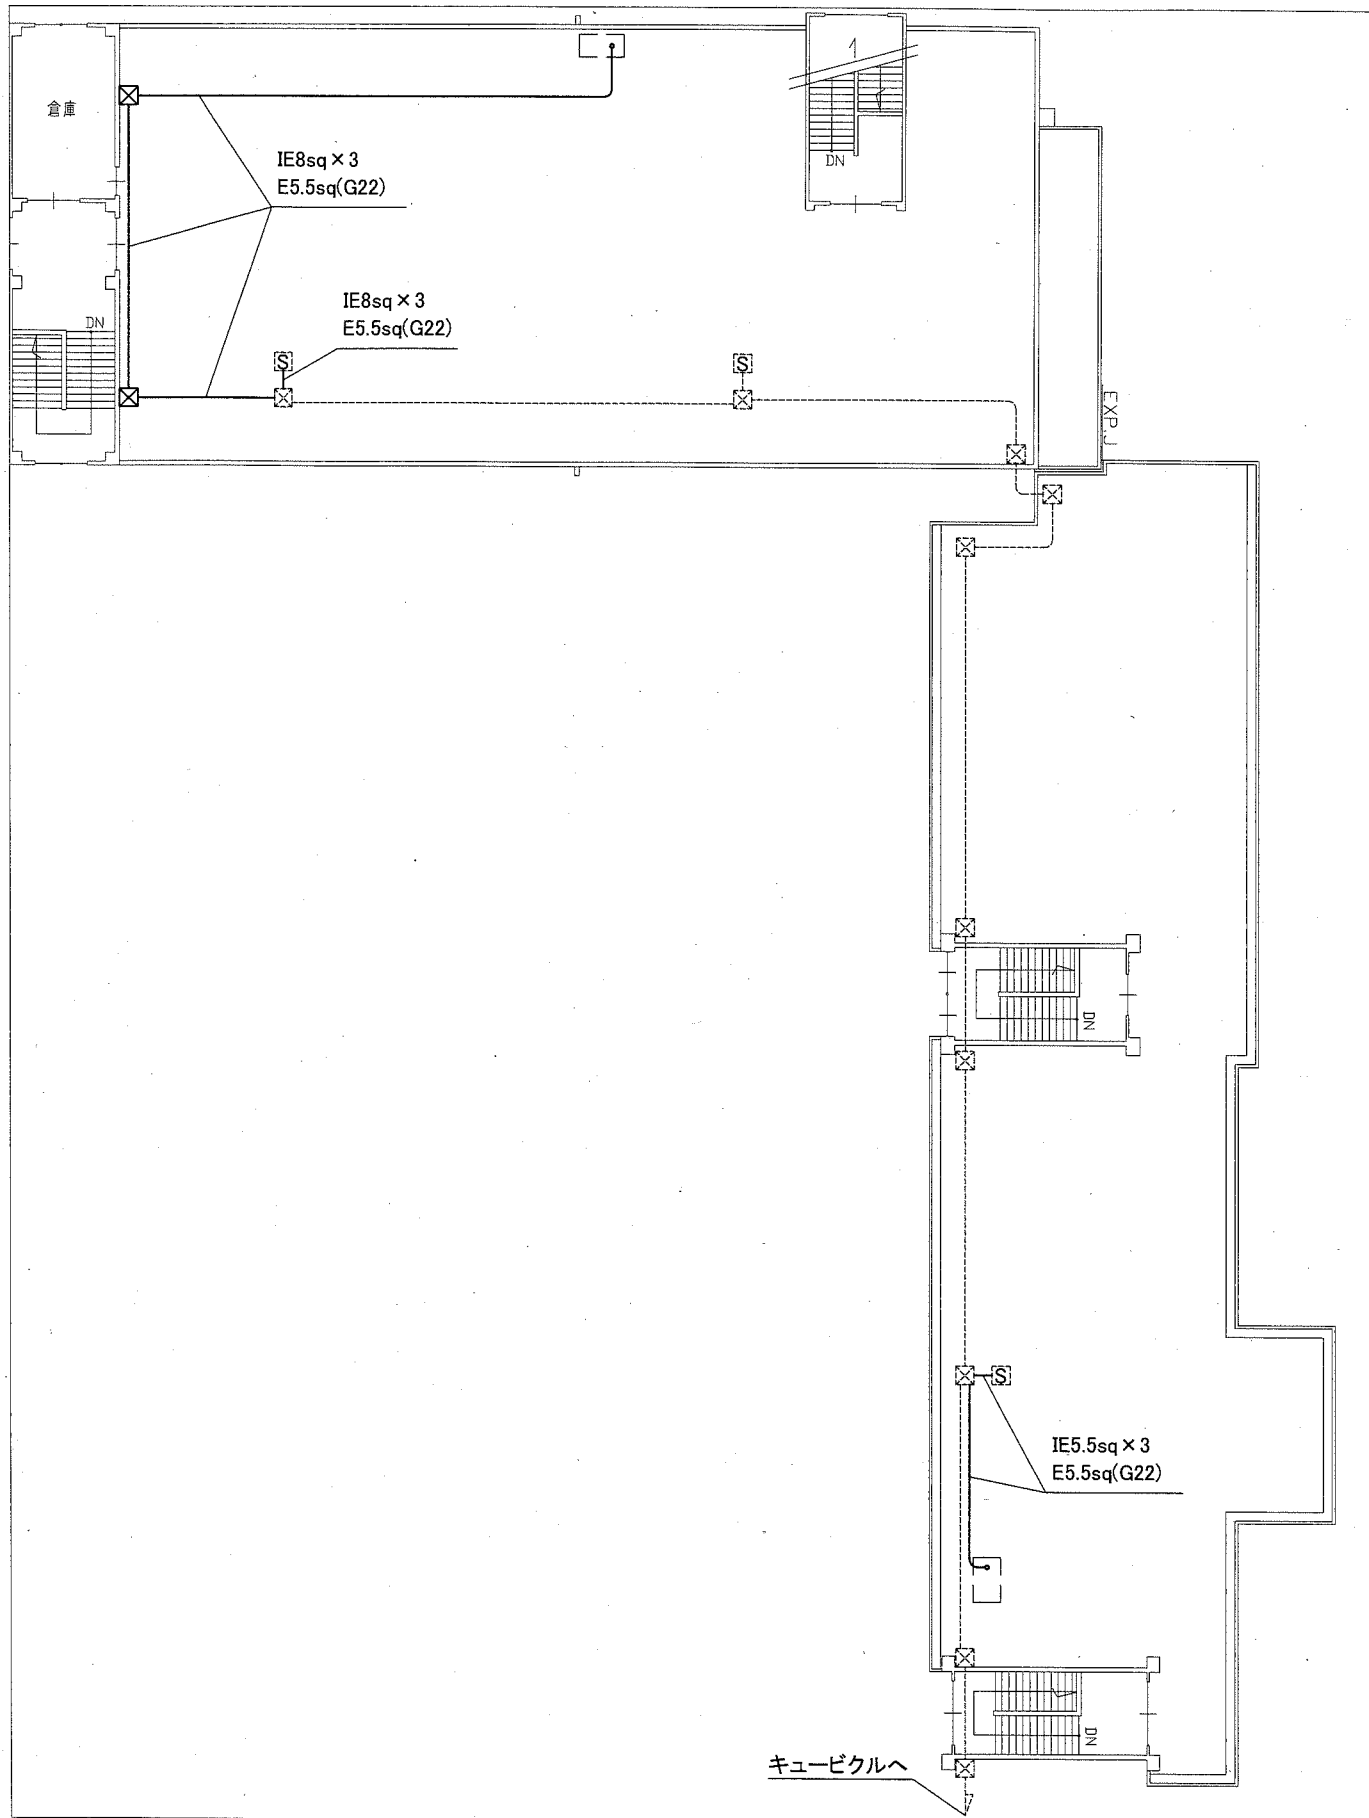 倉庫
DN
IE8sq×3
E5.5sq(G22)
DN
IE8sq×3
E5.5sq(G22)
S
S
EXP.J
DN
S
IE5.5sq×3
E5.5sq(G22)
DN
キュービクルへ